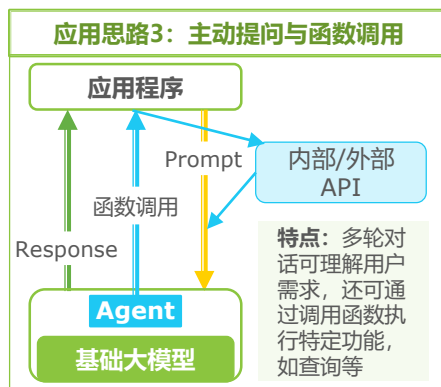 应用思路3：主动提问与函数调用
应用程序
Prompt
内部/外部
API
函数调用
Response
特点：多轮对
话可理解用户
需求，还可通
过调用函数执
行特定功能，
如查询等
Agent
基础大模型